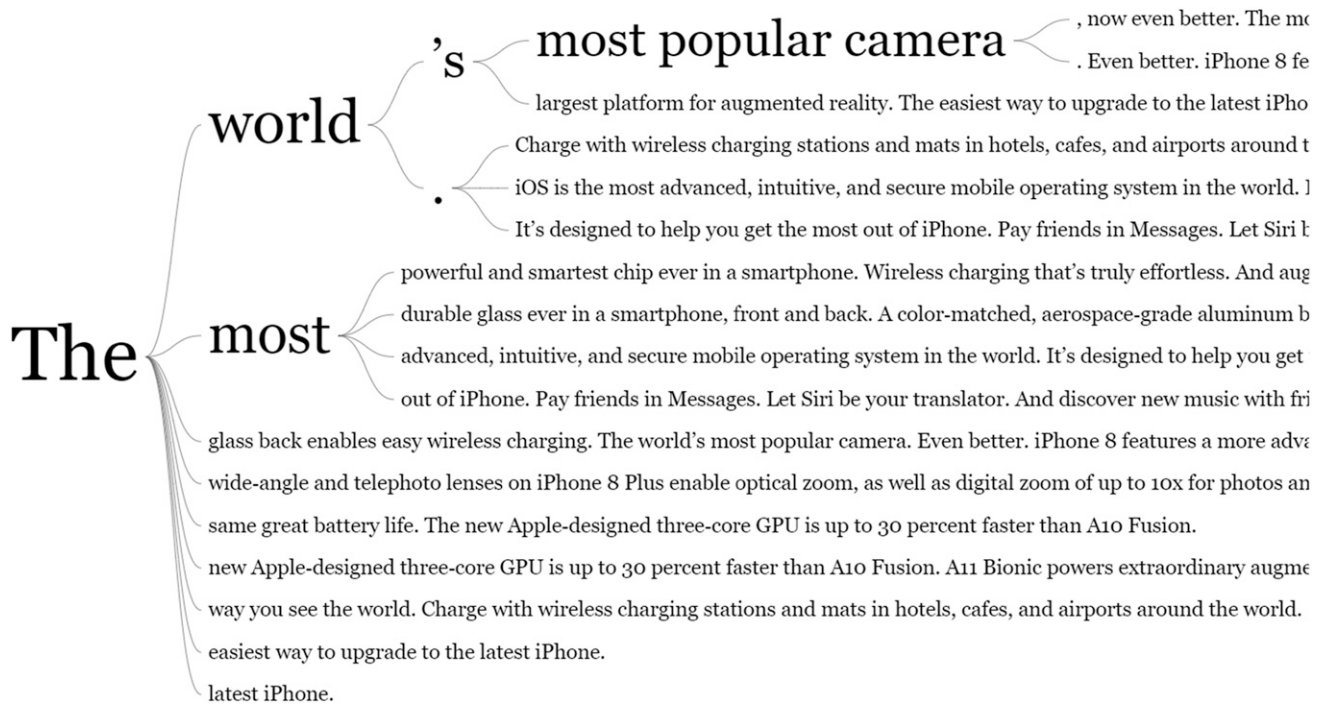 The
world
’s
most popular camera
, now even better. The
. Even better. iPhone 8
largest platform for augmented reality. The easiest way to upgrade to the latest
.
Charge with wireless charging stations and mats in hotels, cafes, and airports around
iOS is the most advanced, intuitive, and secure mobile operating system in the world.
It’s designed to help you get the most out of iPhone. Pay friends in Messages. Let Siri
most
powerful and smartest chip ever in a smartphone. Wireless charging that’s truly effortless. And
durable glass ever in a smartphone, front and back. A color-matched, aerospace-grade aluminum
advanced, intuitive, and secure mobile operating system in the world. It’s designed to help you get
out of iPhone. Pay friends in Messages. Let Siri be your translator. And discover new music with
glass back enables easy wireless charging. The world’s most popular camera. Even better. iPhone 8 features a more
wide-angle and telephoto lenses on iPhone 8 Plus enable optical zoom, as well as digital zoom of up to 10x for photos
same great battery life. The new Apple-designed three-core GPU is up to 30 percent faster than A10 Fusion.
new Apple-designed three-core GPU is up to 30 percent faster than A10 Fusion. A11 Bionic powers extraordinary
way you see the world. Charge with wireless charging stations and mats in hotels, cafes, and airports around the world.
easiest way to upgrade to the latest iPhone.
latest iPhone.